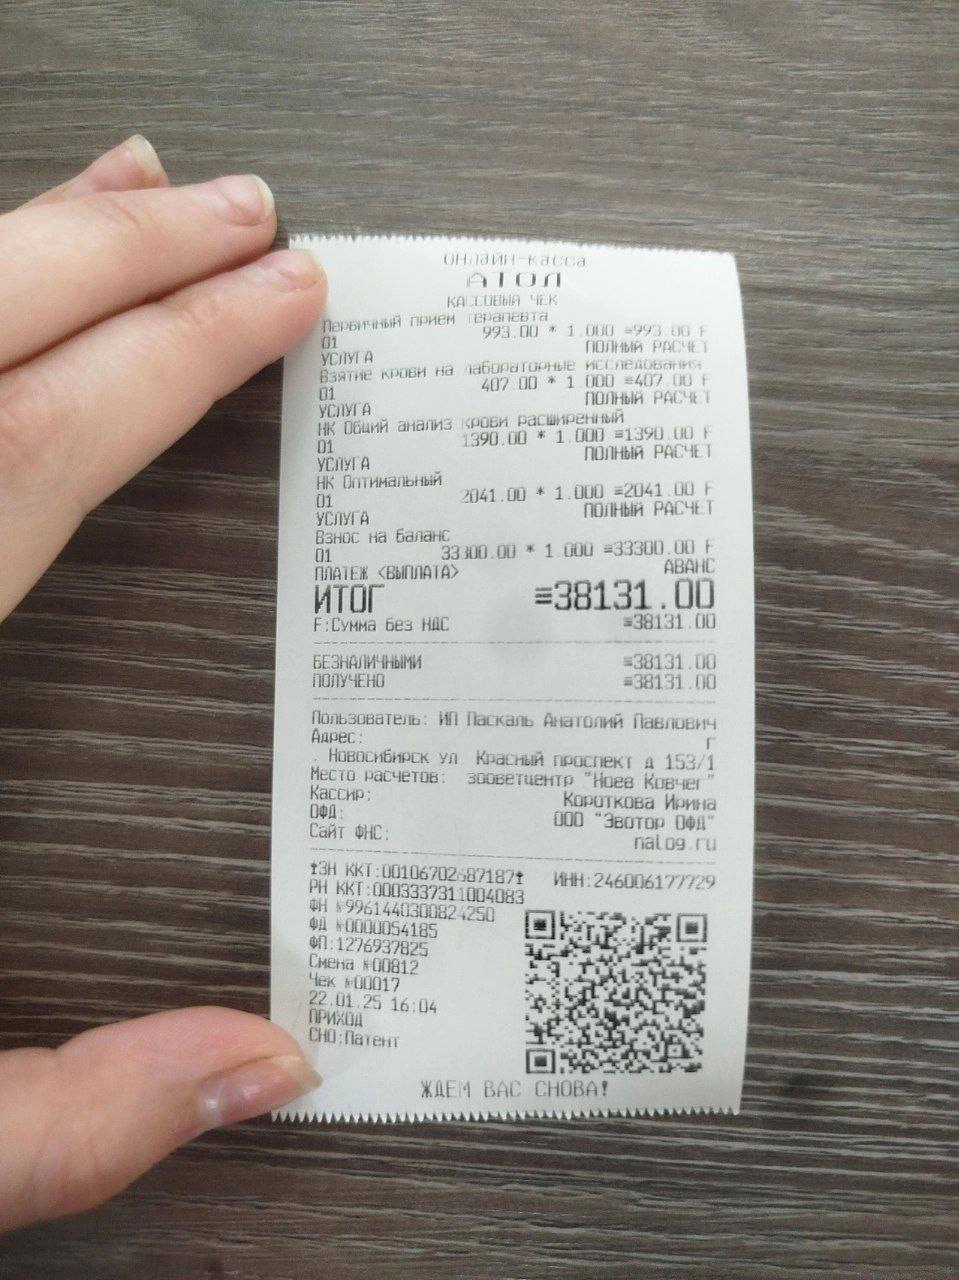 ОНЛАЙН-КАССА
АТОЛ
КАССОВЫЙ ЧЕК
Первичный прием терапевта
993.00 * 1.000 ≡993.00 F
01 ПОЛНЫЙ РАСЧЕТ
УСЛУГА
Взятие крови на лабораторные исследования
407.00 * 1.000 ≡407.00 F
01 ПОЛНЫЙ РАСЧЕТ
УСЛУГА
НК Общий анализ крови расширенный
1390.00 * 1.000 ≡1390.00 F
01 ПОЛНЫЙ РАСЧЕТ
УСЛУГА
НК Оптимальный
2041.00 * 1.000 ≡2041.00 F
01 ПОЛНЫЙ РАСЧЕТ
УСЛУГА
Взнос на баланс
33300.00 * 1.000 ≡33300.00 F
01 АВАНС
ПЛАТЕЖ <ВЫПЛАТА>
ИТОГ ≡38131.00
F:Сумма без НДС ≡38131.00
БЕЗНАЛИЧНЫМИ ≡38131.00
ПОЛУЧЕНО ≡38131.00
Пользователь: ИП Паскаль Анатолий Павлович
Адрес: г
. Новосибирск ул Красный проспект д 153/1
Место расчетов: зооветцентр "Ноев Ковчег"
Кассир: Короткова Ирина
ОФД: ООО "Эвотор ОФД"
Сайт ФНС: nalog.ru
ЗН ККТ:00106702687187 ИНН:246006177729
РН ККТ:0003337311004083
ФН №9961440300824250
ФД №0000054185
ФП:1276937825
Смена №00812
Чек №00017
22.01.25 16:04
ПРИХОД
СНО:Патент
ЖДЕМ ВАС СНОВА!